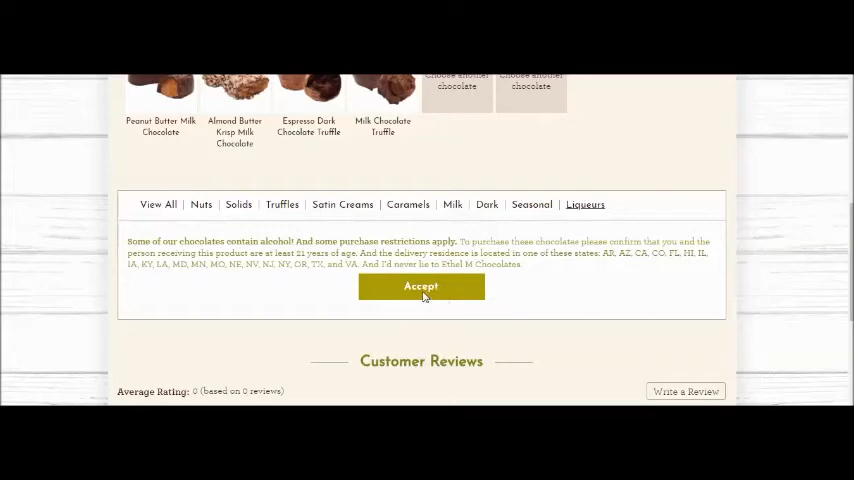 Choose another
chocolate
Choose another
chocolate
Peanut Butter Milk
Chocolate
Almond Butter
Krisp Milk
Chocolate
Espresso Dark
Chocolate Truffle
Milk Chocolate
Truffle
View All | Nuts | Solids | Truffles | Satin Creams | Caramels | Milk | Dark | Seasonal | Liqueurs
Some of our chocolates contain alcohol! And some purchase restrictions apply. To purchase these chocolates please confirm that you and the
person receiving this product are at least 21 years of age. And the delivery residence is located in one of these states: AR, AZ, CA, CO, FL, HI, IL,
IA, KY, LA, MD, MN, MO, NE, NV, NJ, NY, OR, TX, and VA. And I'd never lie to Ethel M Chocolates.
Accept
Customer Reviews
Average Rating: 0 (based on 0 reviews)
Write a Review